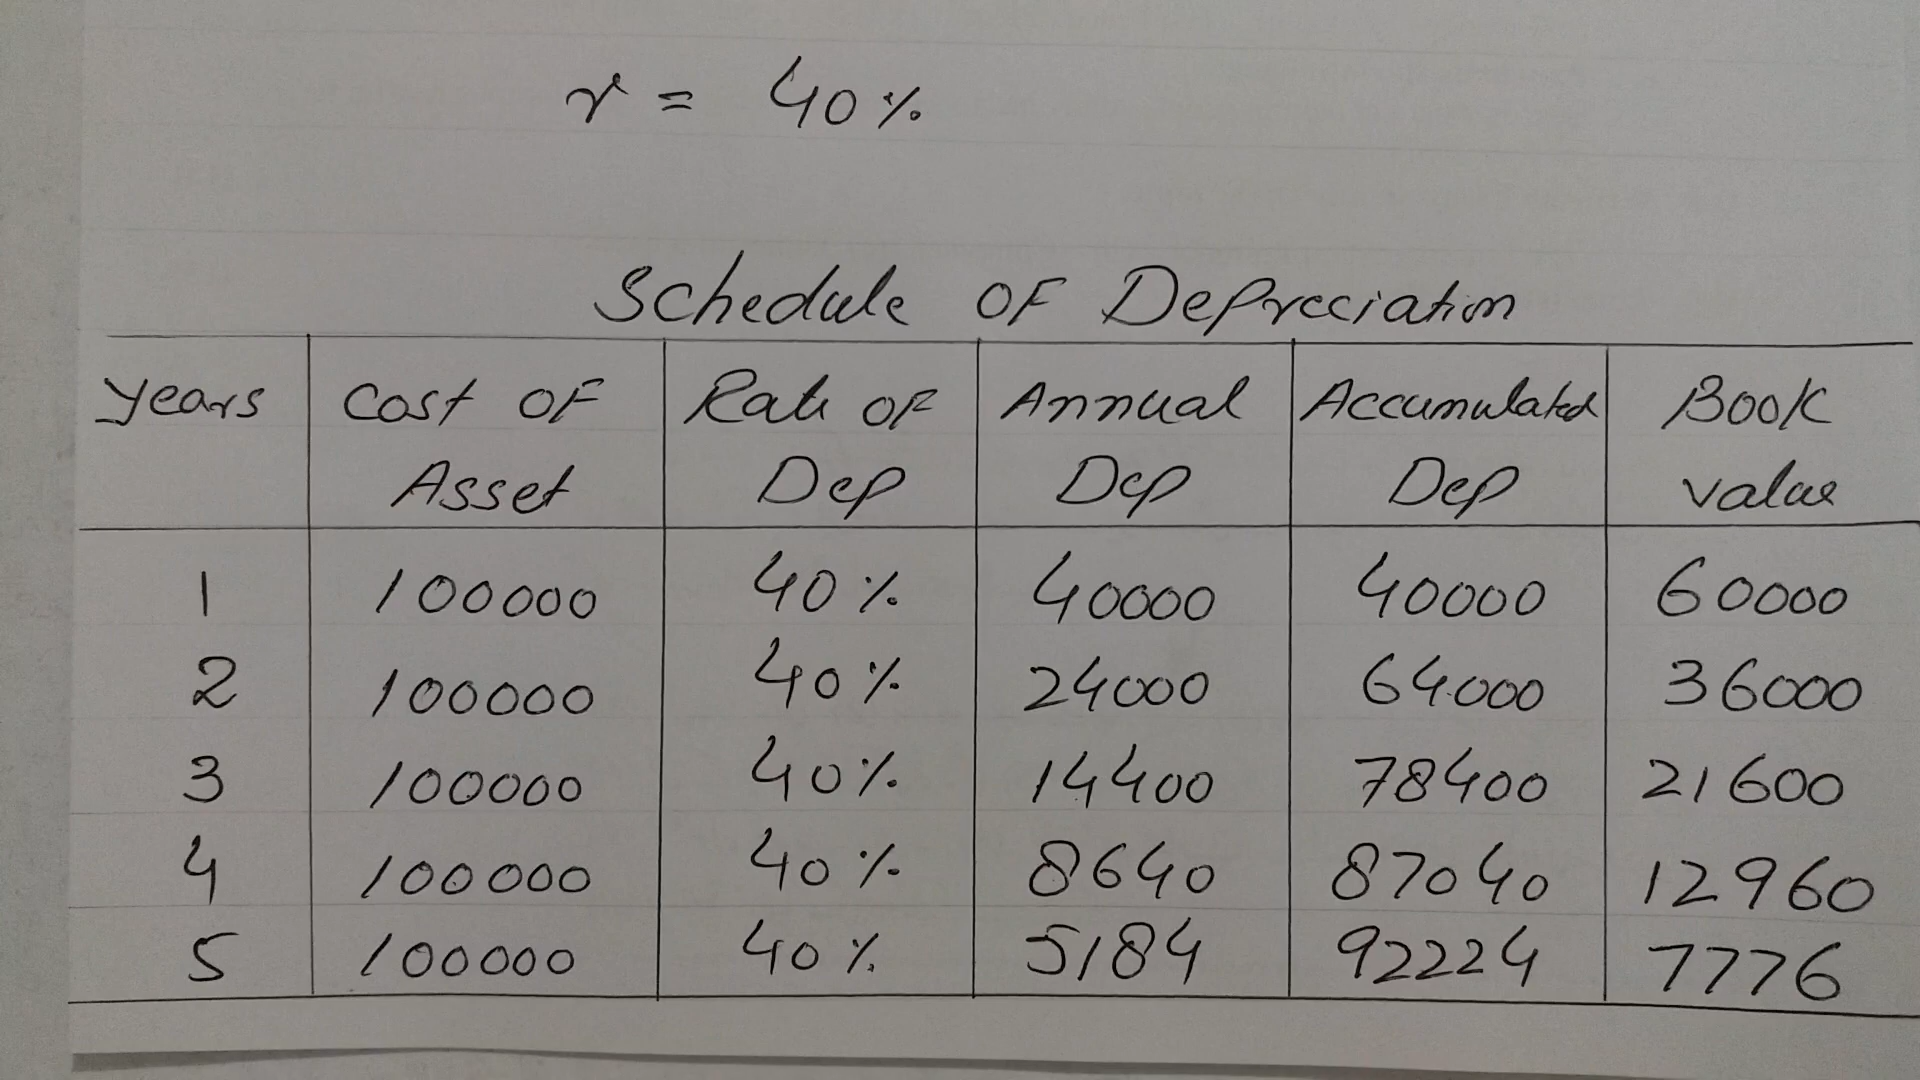 r = 40%
Schedule OF Depreciation
years Cost OF Asset Rate OF Dep Annual Dep Accumulated Dep Book value
1 100000 40% 40000 40000 60000
2 100000 40% 24000 64000 36000
3 100000 40% 14400 78400 21600
4 100000 40% 8640 87040 12960
5 100000 40% 5184 92224 7776